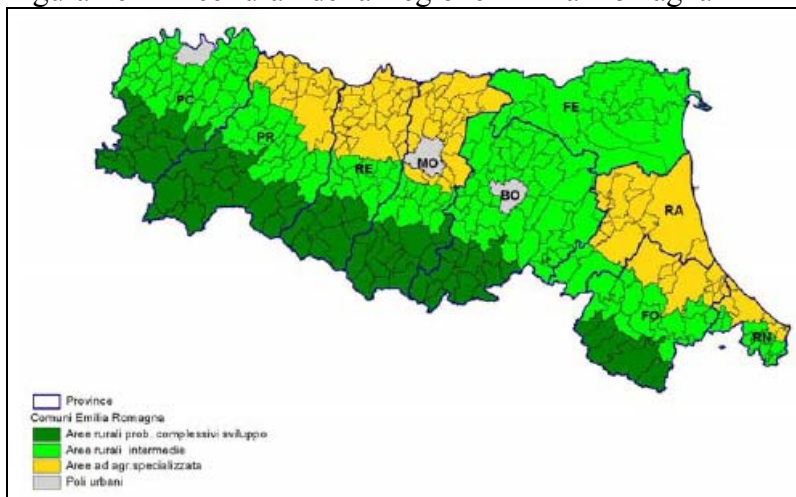 PC
PR
RE
MO
FE
BO
RA
FO
RN
Province
Comuni Emilia Romagna
Aree rurali prob. complessivi sviluppo
Aree rurali intermedie
Aree ad agr.specializzata
Poli urbani